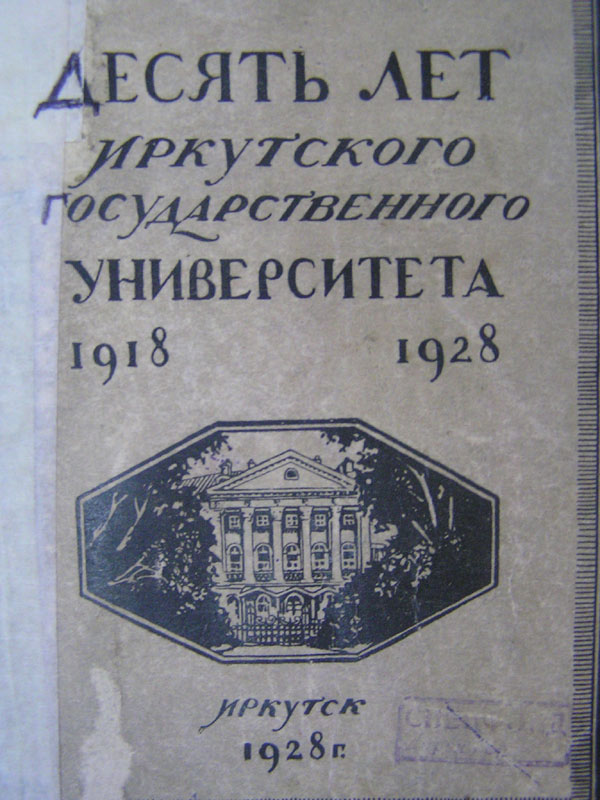 ДЕСЯТЬ ЛЕТ
ИРКУТСКОГО
ГОСУДАРСТВЕННОГО
УНИВЕРСИТЕТА
1918 1928
ИРКУТСК
1928 г.